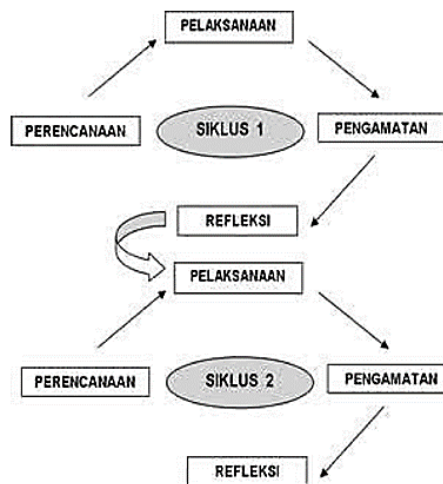 PELAKSANAAN
PERENCANAAN
SIKLUS 1
PENGAMATAN
REFLEKSI
PELAKSANAAN
PERENCANAAN
SIKLUS 2
PENGAMATAN
REFLEKSI